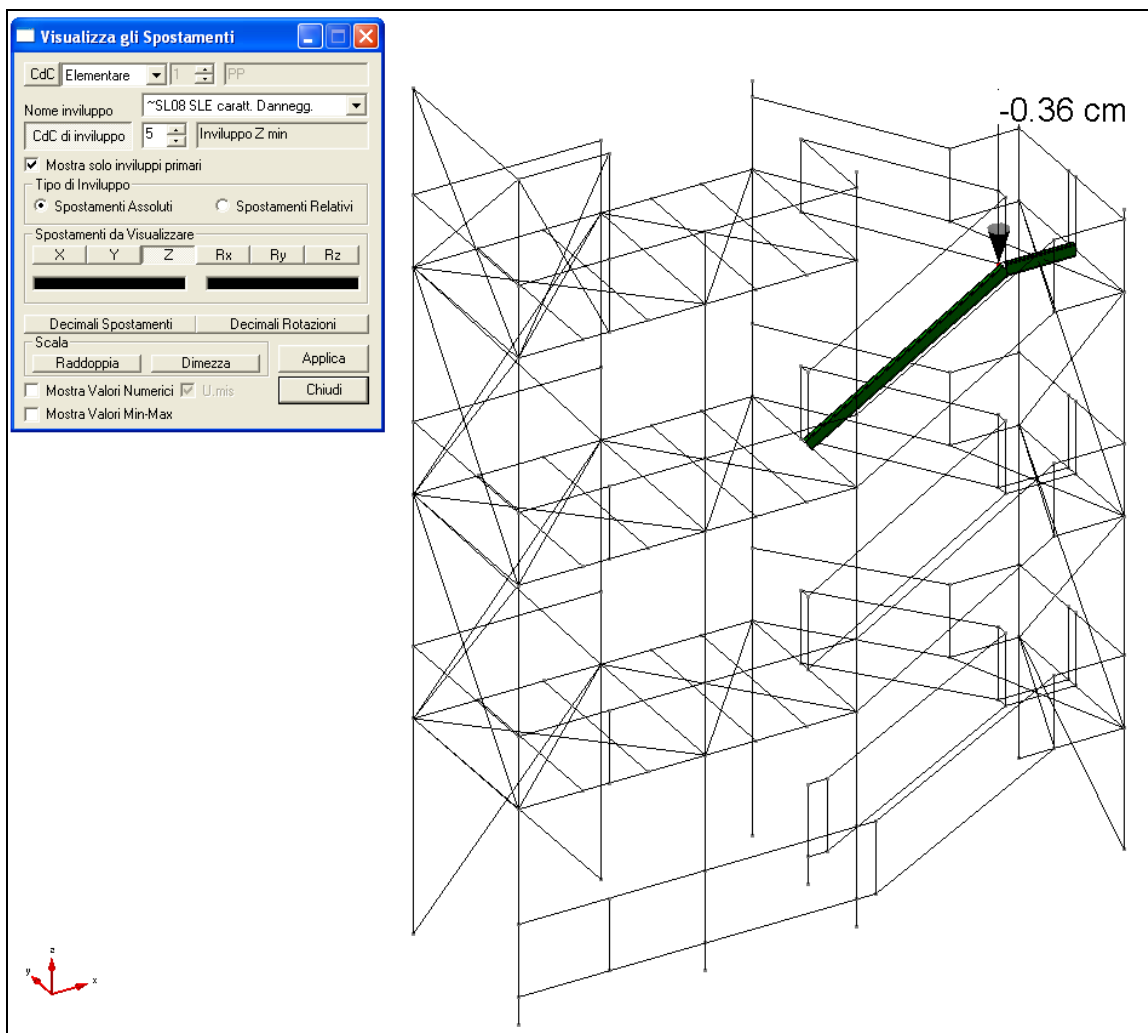 Visualizza gli Spostamenti
CdC Elementare 1 PP
Nome inviluppo ~SL08 SLE caratt. Dannegg.
CdC di inviluppo 5 Inviluppo Z min
Mostra solo inviluppi primari
Tipo di Inviluppo
Spostamenti Assoluti Spostamenti Relativi
Spostamenti da Visualizzare
X Y Z Rx Ry Rz
Decimali Spostamenti Decimali Rotazioni
Scala
Raddoppia Dimezza Applica
Mostra Valori Numerici U.mis Chiudi
Mostra Valori Min-Max
-0.36 cm
z
y
x